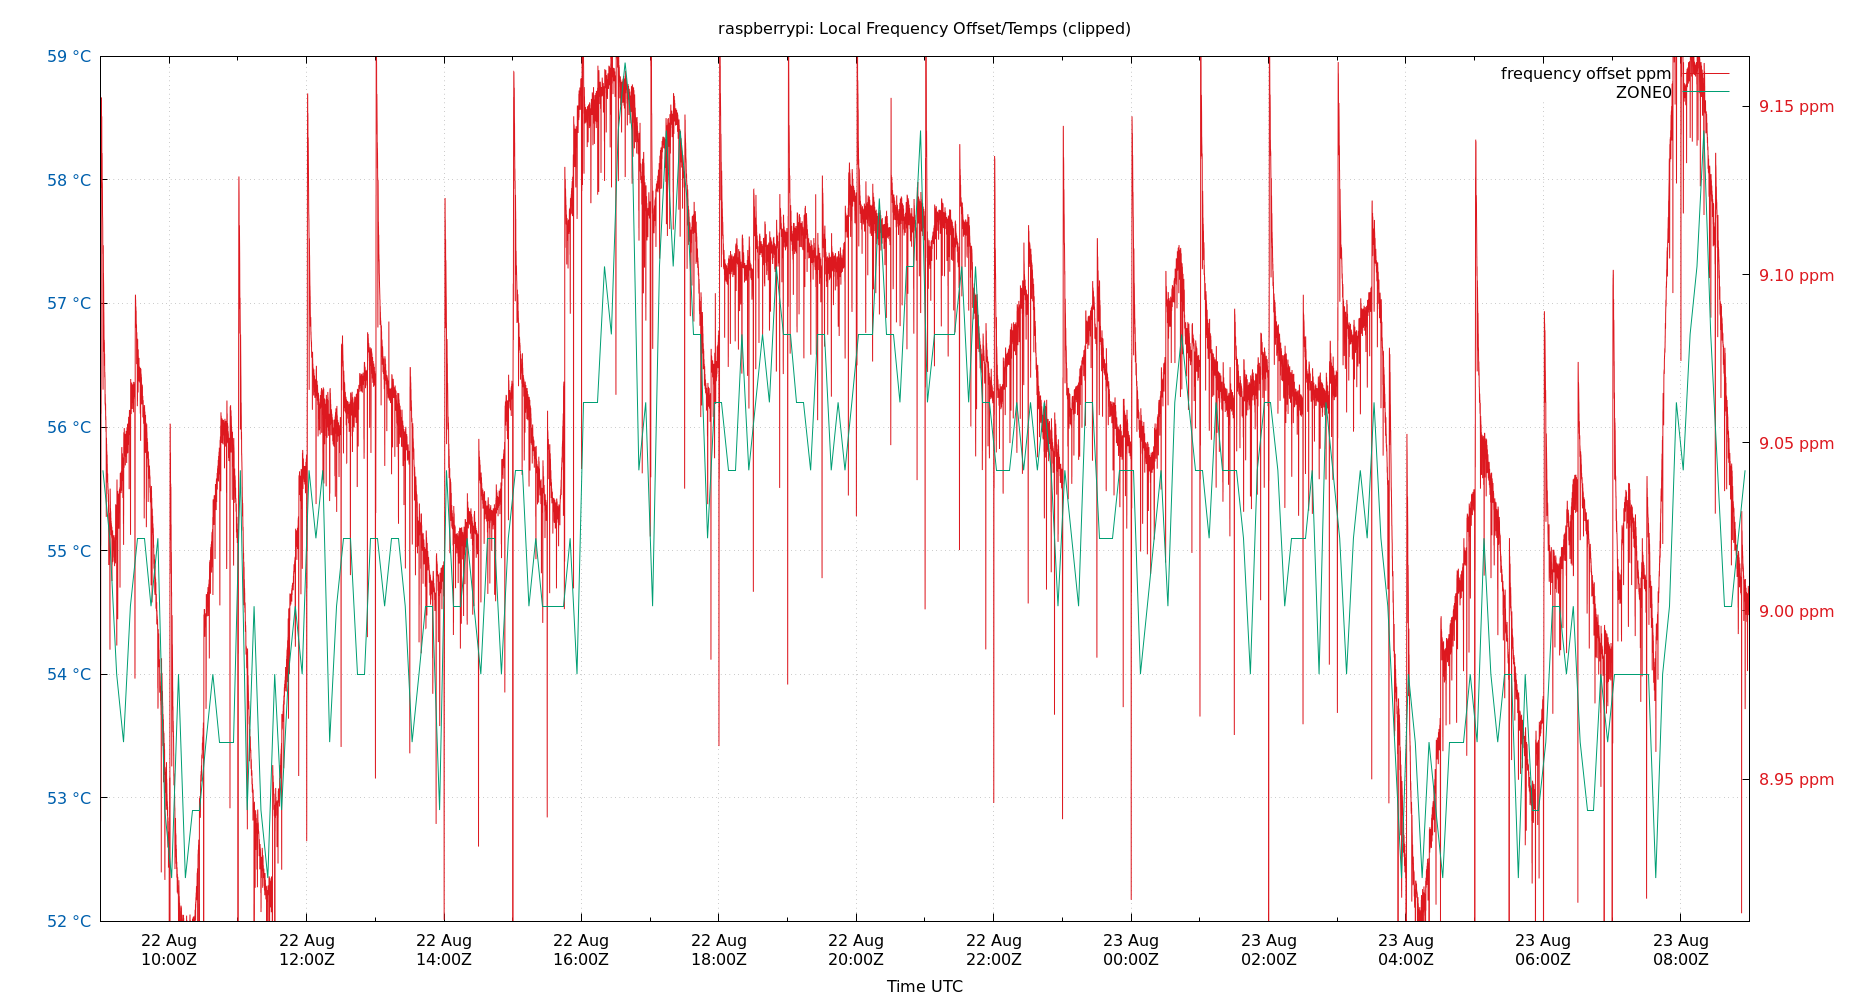 raspberrypi: Local Frequency Offset/Temps (clipped)
59 °C
58 °C
57 °C
56 °C
55 °C
54 °C
53 °C
52 °C
frequency offset ppm
ZONE0
9.15 ppm
9.10 ppm
9.05 ppm
9.00 ppm
8.95 ppm
22 Aug 10:00Z
22 Aug 12:00Z
22 Aug 14:00Z
22 Aug 16:00Z
22 Aug 18:00Z
22 Aug 20:00Z
22 Aug 22:00Z
23 Aug 00:00Z
23 Aug 02:00Z
23 Aug 04:00Z
23 Aug 06:00Z
23 Aug 08:00Z
Time UTC